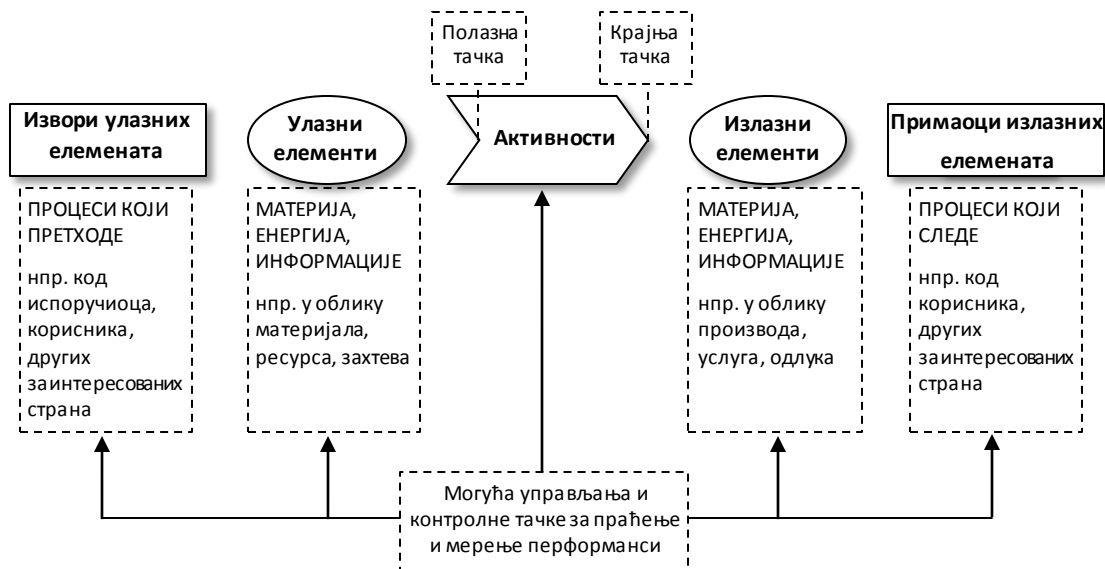 Полазна
тачка
Крајња
тачка
Извори улазних
елемената
Улазни
елементи
Активности
Излазни
елементи
Примаоци излазних
елемената
ПРОЦЕСИ КОЈИ
ПРЕТХОДЕ
нпр. код
испоручиоца,
корисника,
других
заинтересованих
страна
МАТЕРИЈА,
ЕНЕРГИЈА,
ИНФОРМАЦИЈЕ
нпр. у облику
материјала,
ресурса, захтева
МАТЕРИЈА,
ЕНЕРГИЈА,
ИНФОРМАЦИЈЕ
нпр. у облику
производа,
услуга, одлука
ПРОЦЕСИ КОЈИ
СЛЕДЕ
нпр. код
корисника,
других
заинтересованих
страна
Могућа управљања и
контролне тачке за праћење
и мерење перформанси